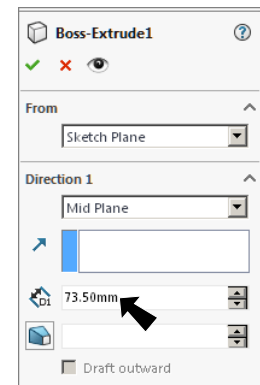 Boss-Extrude1
From
Sketch Plane
Direction 1
Mid Plane
D1 73.50mm
Draft outward